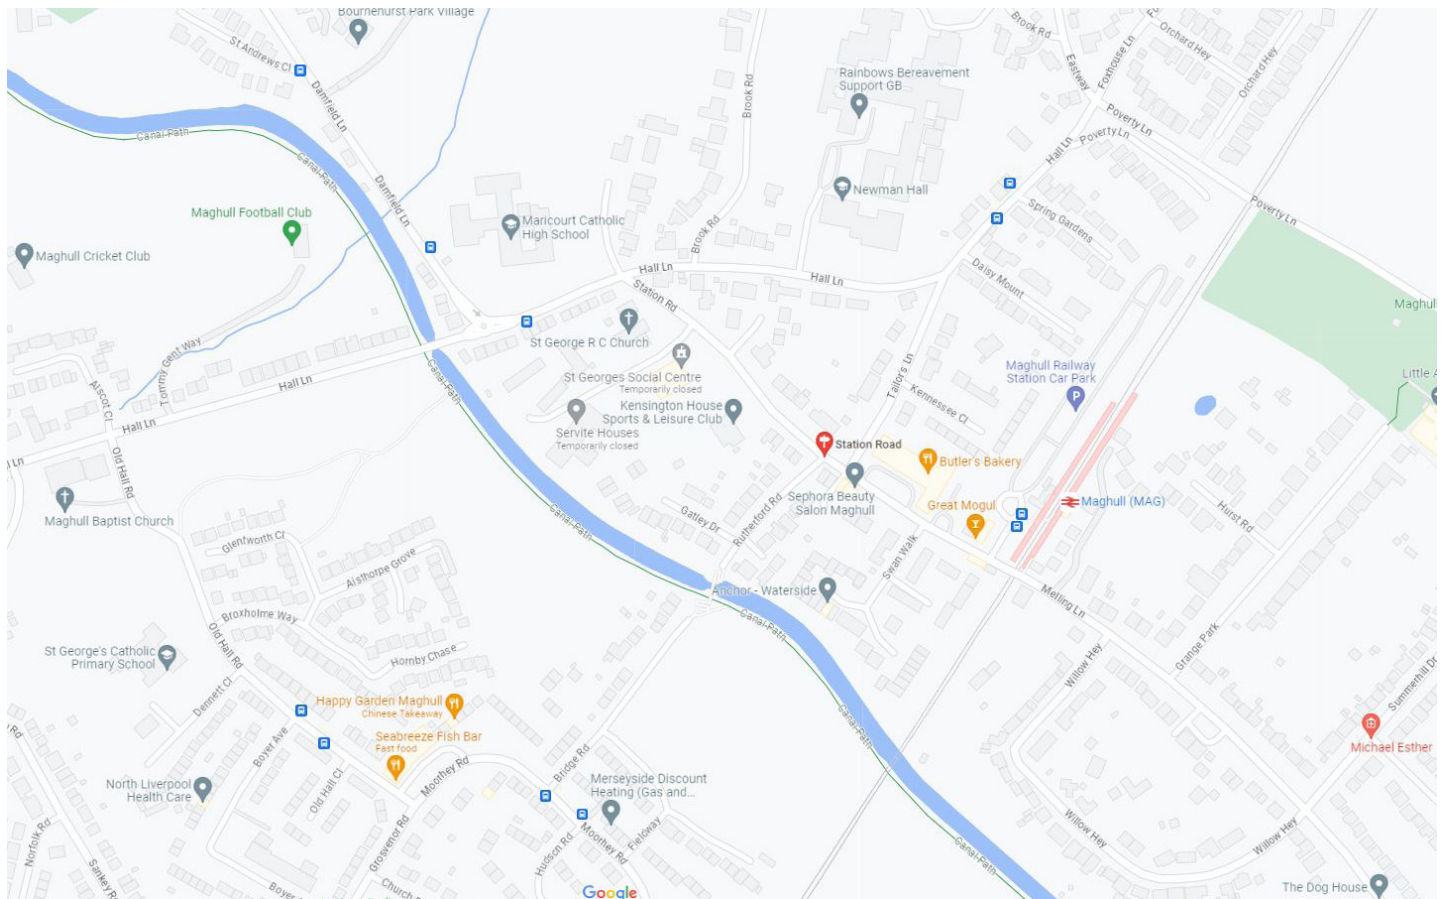 Bournehurst Park Village
St Andrews Cl
Damfield Ln
Brook Rd
Brook Rd
Eastway
Foxhouse Ln
Orchard Hey
Orchard Hey
Rainbows Bereavement
Support GB
Poverty Ln
Poverty Ln
Hall Ln
Canal Path
Canal Path
Damfield Ln
Newman Hall
Maghull Football Club
Maricourt Catholic
High School
Brook Rd
Spring Gardens
Poverty Ln
Maghull Cricket Club
Hall Ln
Hall Ln
Daisy Mount
Station Rd
Maghull
St George R C Church
Tommy Gent Way
Alscot Cl
Hall Ln
Canal Path
St Georges Social Centre
Temporarily closed
Tailor's Ln
Maghull Railway
Station Car Park
P
Little A
Kennessee Cl
Kensington House
Sports & Leisure Club
Servite Houses
Temporarily closed
Hall Ln
Ln
Old Hall Rd
Station Road
Butler's Bakery
Sephora Beauty
Salon Maghull
Great Mogul
Maghull (MAG)
Hurst Rd
Maghull Baptist Church
Canal Path
Gatley Dr
Rutherford Rd
Swan Walk
Glentworth Cl
Aisthorpe Grove
Anchor - Waterside
Melling Ln
Broxholme Way
Old Hall Rd
Canal Path
St George's Catholic
Primary School
Hornby Chase
Willow Hey
Grange Park
Summerhill Dr
Dennett Cl
Happy Garden Maghull
Chinese Takeaway
Seabreeze Fish Bar
Fast food
Canal Path
Michael Esther
Boyer Ave
Old Hall Cl
Moorhey Rd
Bridge Rd
North Liverpool
Health Care
Merseyside Discount
Heating (Gas and...
Norfolk Rd
Sankey Rd
Grosvenor Rd
Hudson Rd
Moorhey Rd
Fieldway
Canal Path
Willow Hey
Willow Hey
Boyer
Church
Google
The Dog House